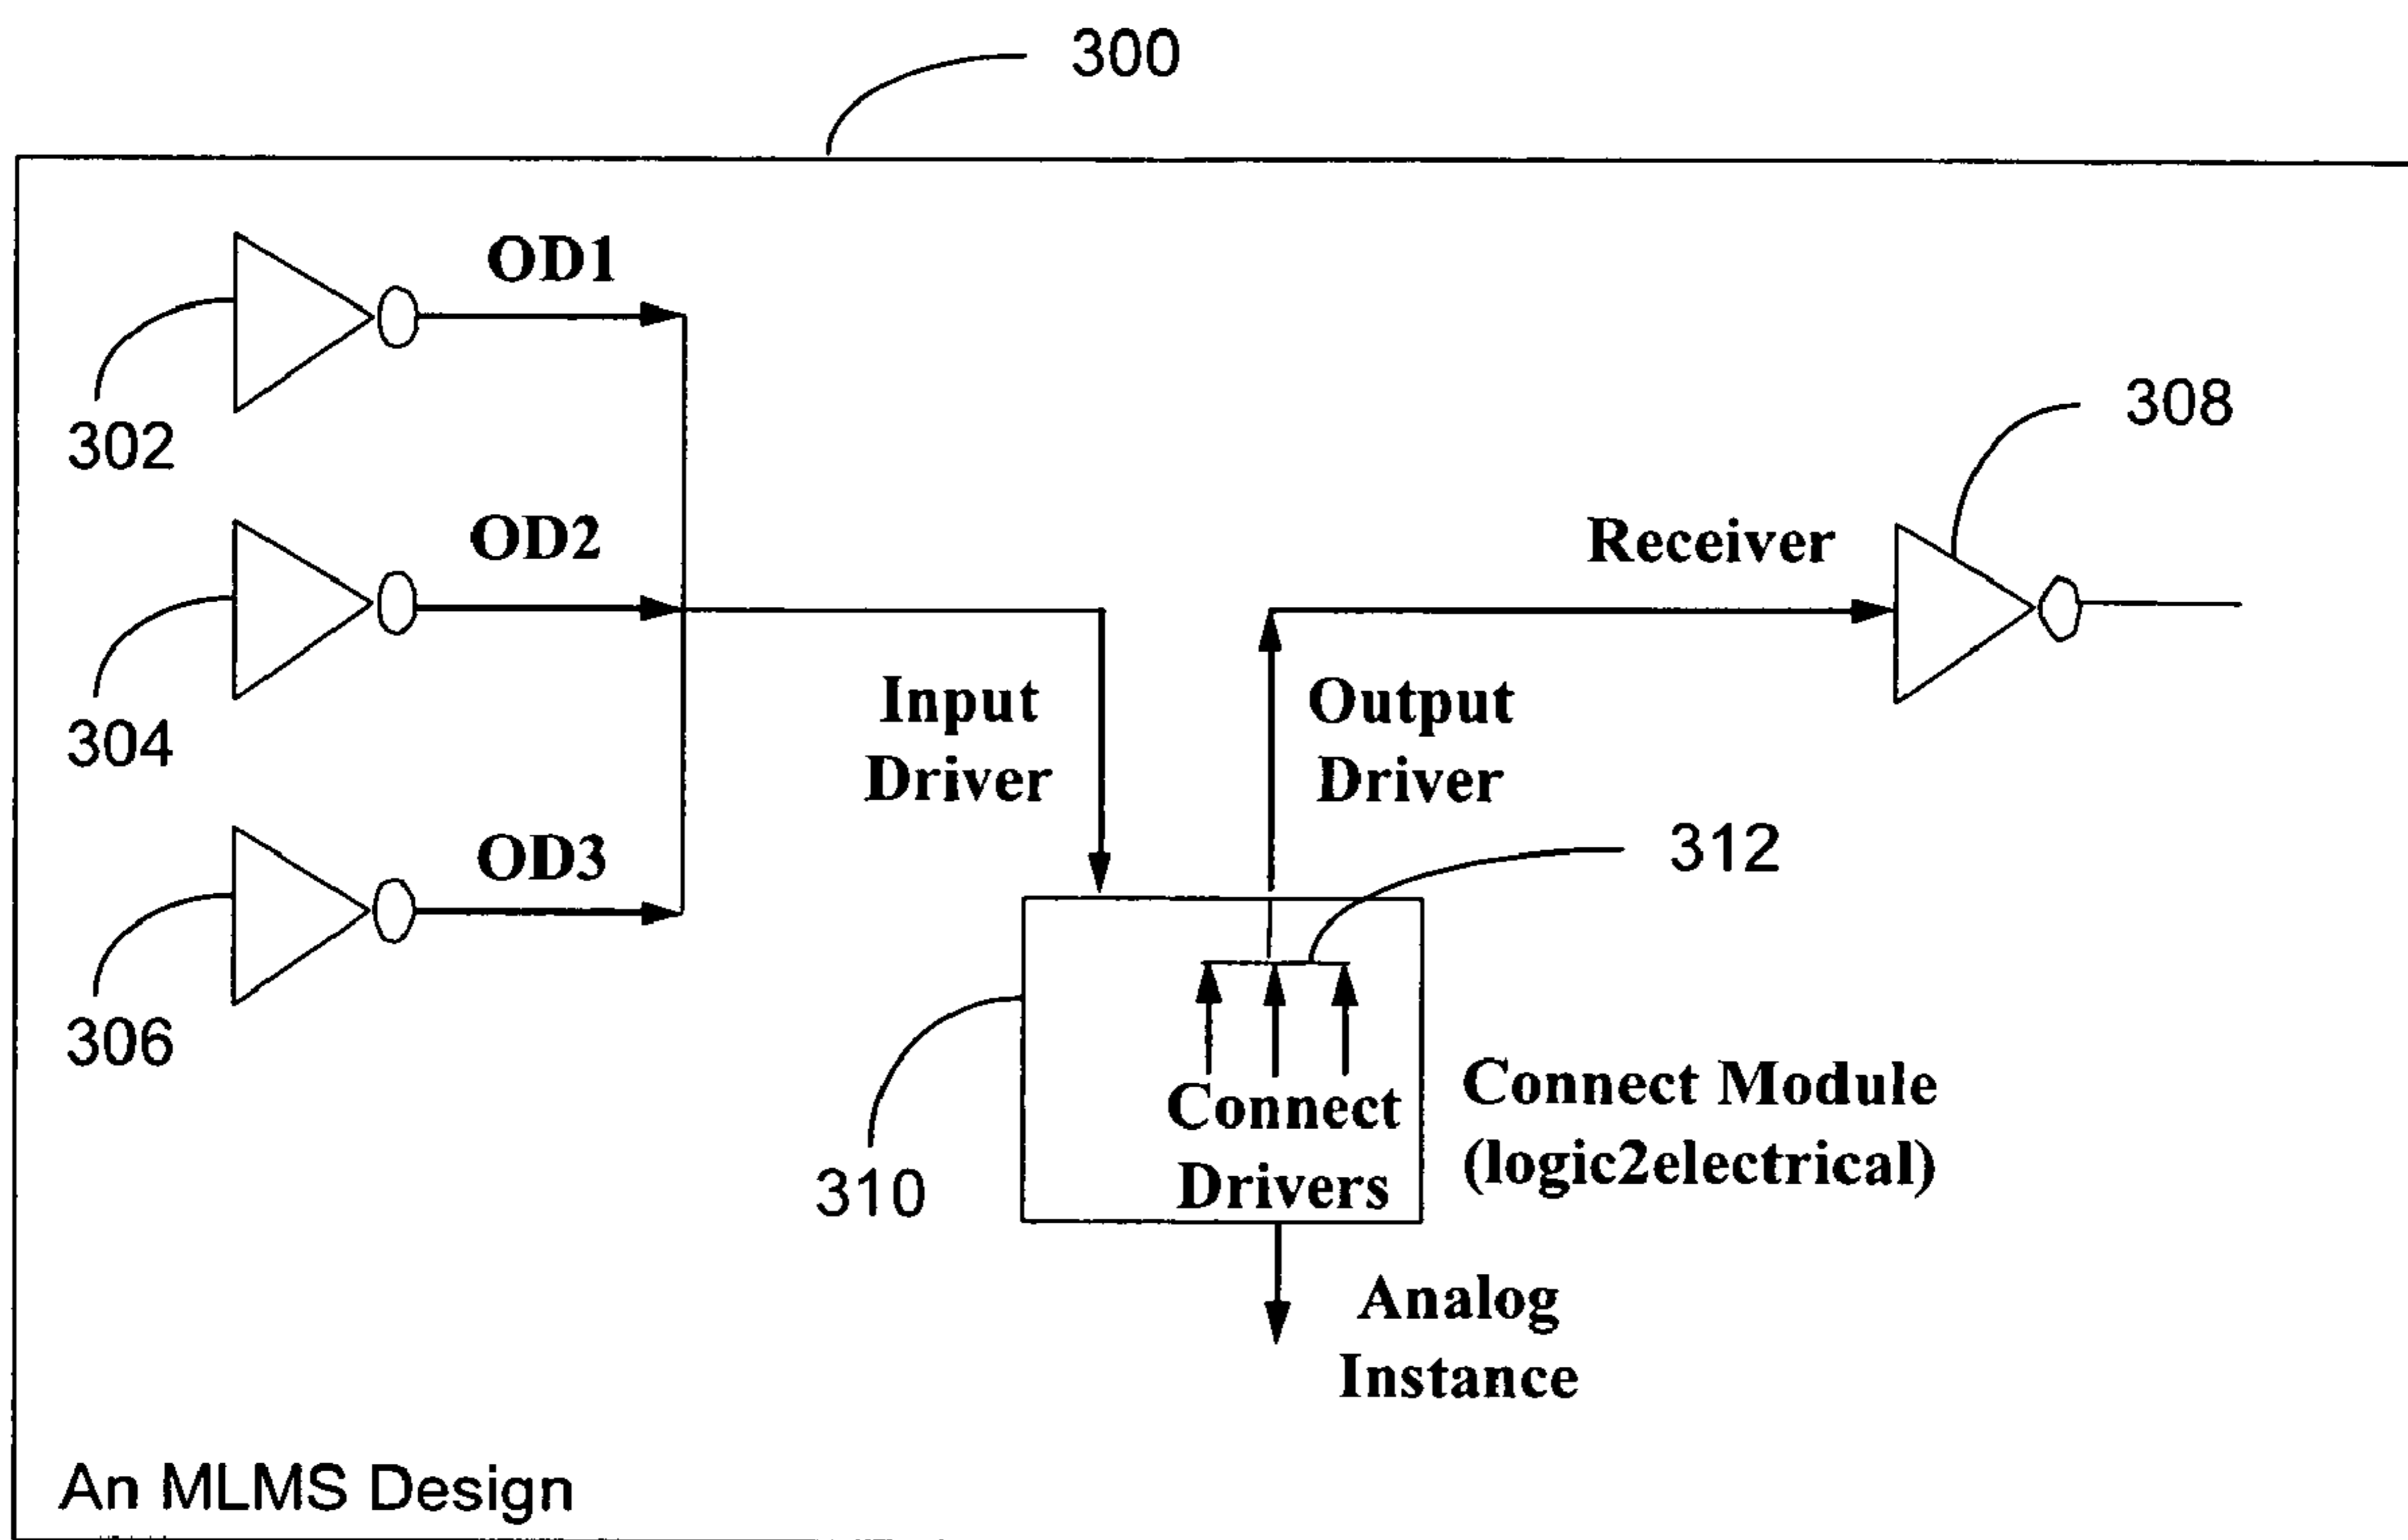 300
OD1
302
308
OD2
Receiver
304
Input
Driver
Output
Driver
OD3
312
306
310
Connect
Drivers
Connect Module
(logic2electrical)
Analog
Instance
An MLMS Design